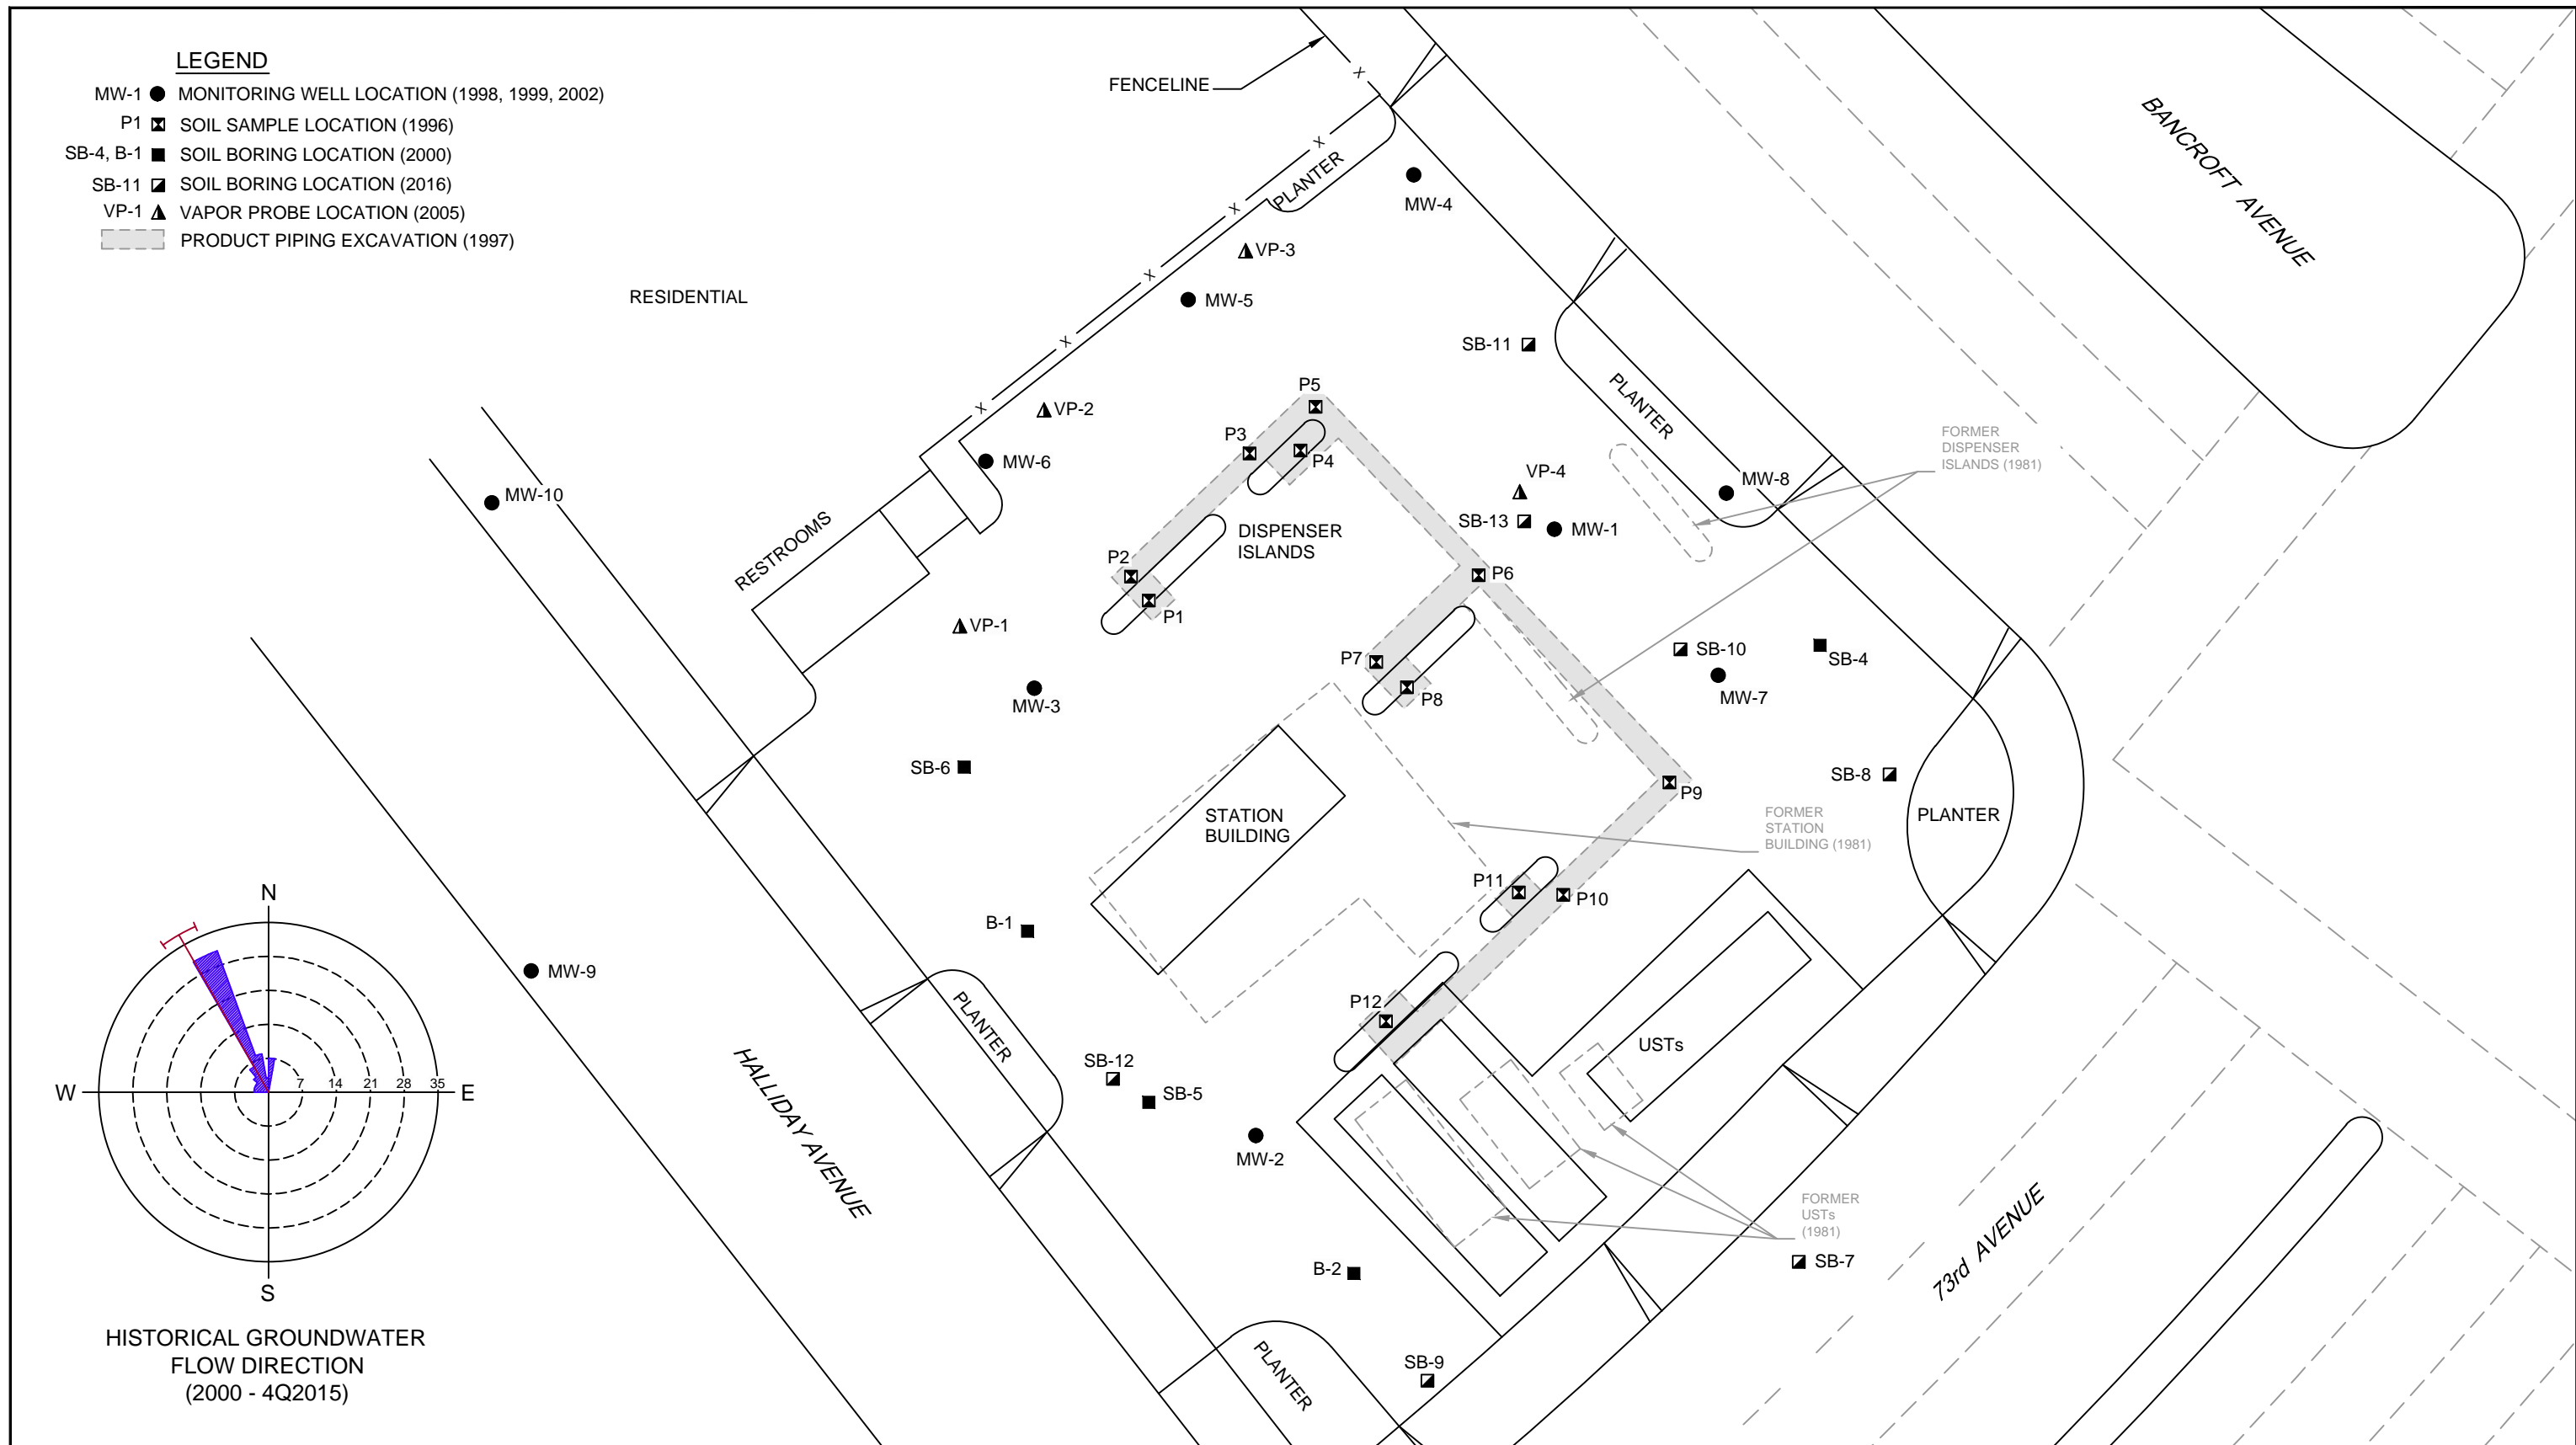 LEGEND
MW-1 MONITORING WELL LOCATION (1998, 1999, 2002)
P1 SOIL SAMPLE LOCATION (1996)
SB-4, B-1 SOIL BORING LOCATION (2000)
SB-11 SOIL BORING LOCATION (2016)
VP-1 VAPOR PROBE LOCATION (2005)
PRODUCT PIPING EXCAVATION (1997)
FENCELINE
X
X
X
X
X
X
BANCROFT AVENUE
PLANTER
MW-4
VP-3
RESIDENTIAL
MW-5
SB-11
PLANTER
P5
VP-2
P3
P4
MW-6
FORMER
DISPENSER
ISLANDS (1981)
VP-4
MW-8
MW-10
RESTROOMS
DISPENSER
ISLANDS
SB-13
MW-1
P2
P6
P1
VP-1
P7
SB-10
SB-4
P8
MW-7
MW-3
SB-6
SB-8
P9
STATION
BUILDING
FORMER
STATION
BUILDING (1981)
PLANTER
P11
P10
N
B-1
MW-9
P12
PLANTER
USTs
SB-12
SB-5
W
7 14 21 28 35
E
HALLIDAY AVENUE
MW-2
FORMER
USTs
(1981)
73rd AVENUE
SB-7
B-2
S
HISTORICAL GROUNDWATER
FLOW DIRECTION
(2000 - 4Q2015)
PLANTER
SB-9